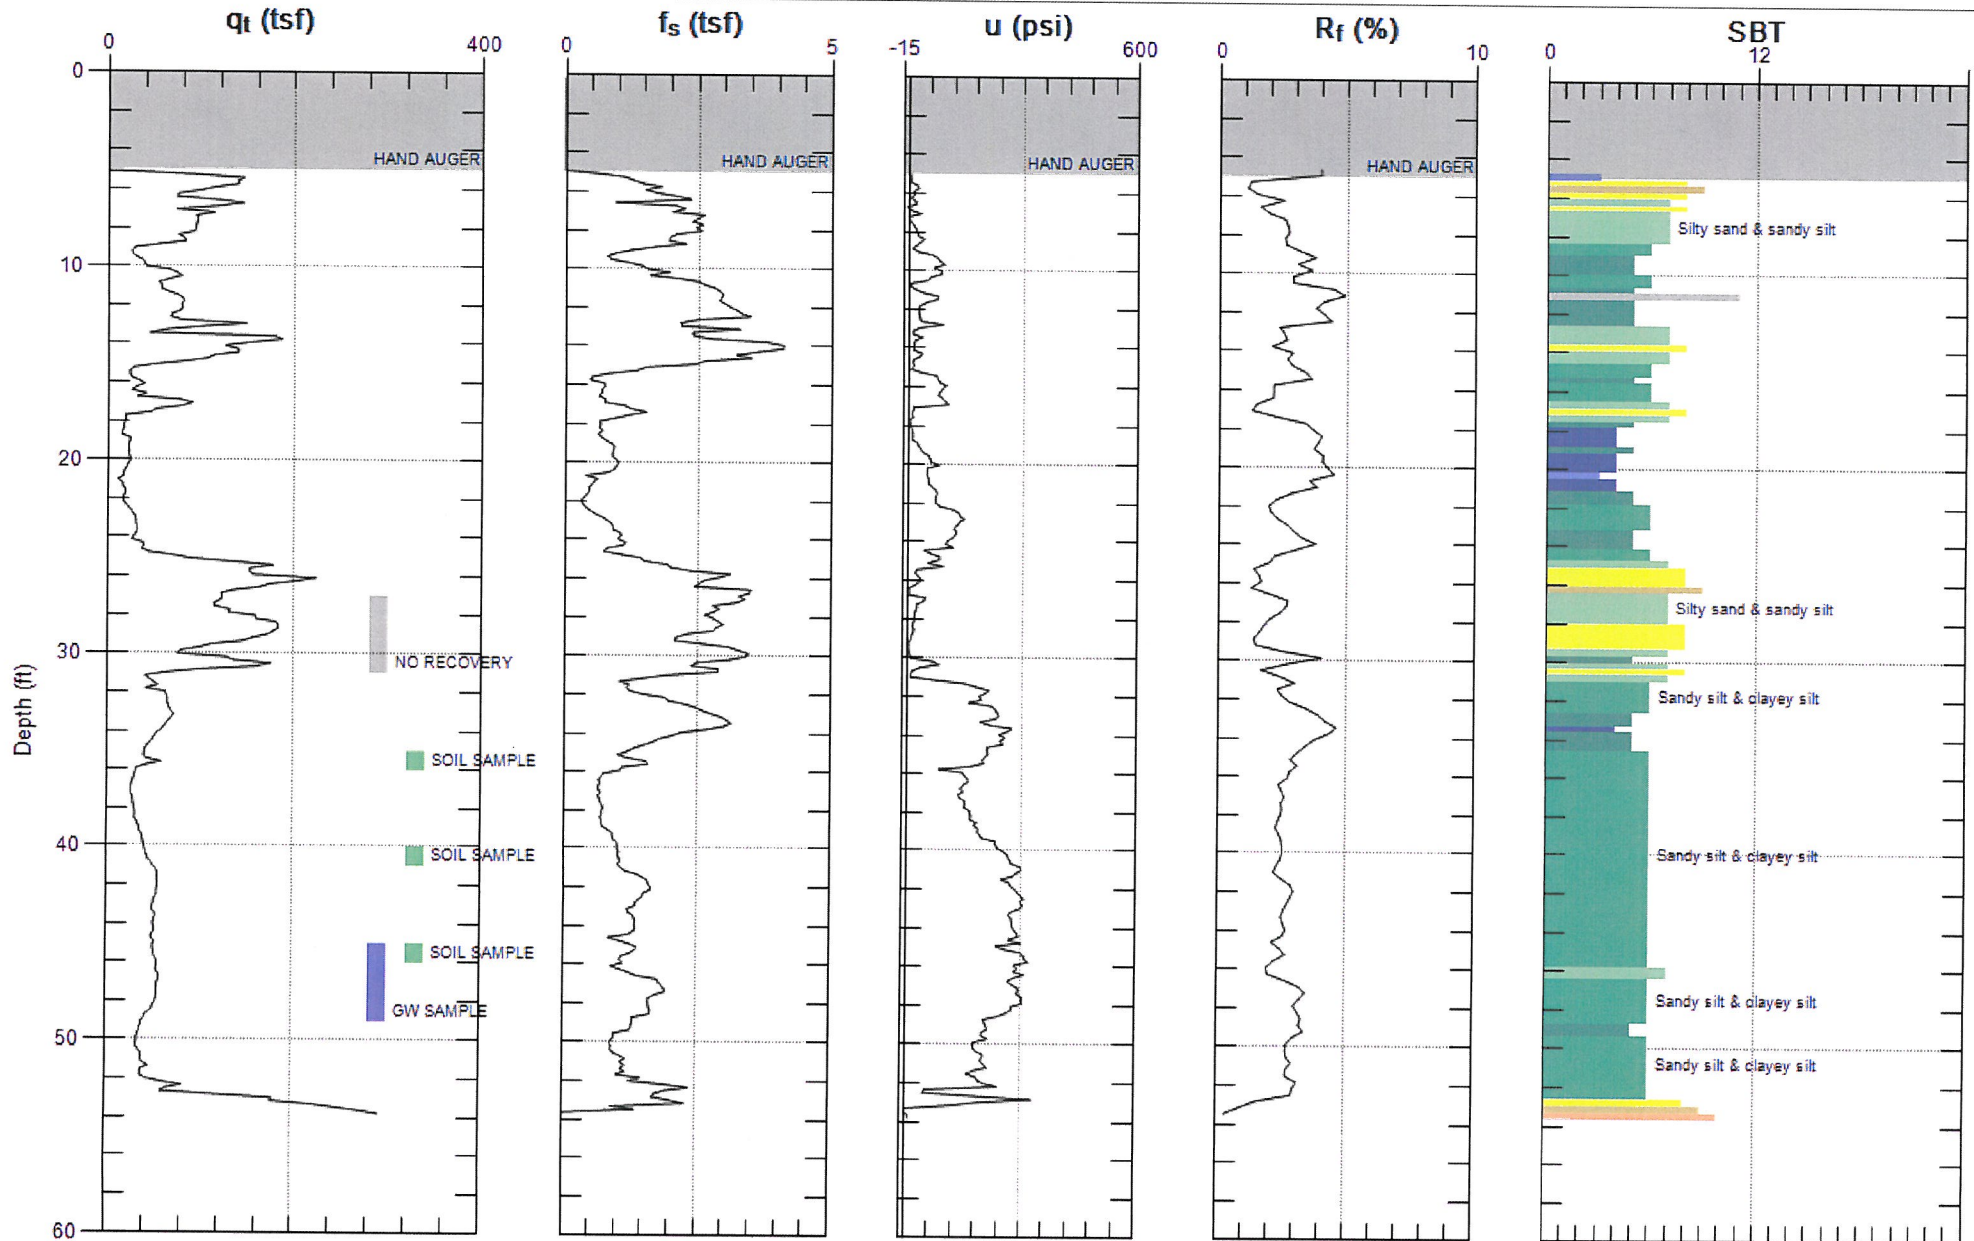 qt (tsf)
fs (tsf)
u (psi)
Rf (%)
SBT
0 400
0 5
-15 600
0 10
0 12
0
HAND AUGER
HAND AUGER
HAND AUGER
HAND AUGER
Silty sand & sandy silt
10
20
Silty sand & sandy silt
30
NO RECOVERY
Sandy silt & clayey silt
Depth (ft)
SOIL SAMPLE
40
SOIL SAMPLE
Sandy silt & clayey silt
SOIL SAMPLE
GW SAMPLE
Sandy silt & clayey silt
50
Sandy silt & clayey silt
60